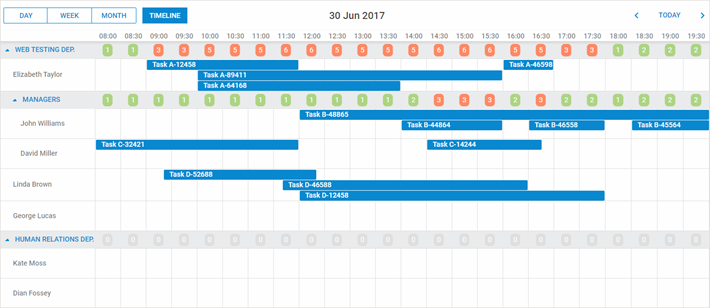 DAY WEEK MONTH TIMELINE 30 Jun 2017 TODAY
08:00 08:30 09:00 09:30 10:00 10:30 11:00 11:30 12:00 12:30 13:00 13:30 14:00 14:30 15:00 15:30 16:00 16:30 17:00 17:30 18:00 18:30 19:00 19:30
WEB TESTING DEP. 1 1 3 3 5 5 5 6 6 5 5 5 5 6 6 6 5 5 3 3 1 2 2 2
Task A-12458 Task A-46598
Elizabeth Taylor Task A-89411
Task A-64168
MANAGERS 1 1 1 1 1 1 1 1 1 1 1 1 2 3 3 3 2 3 2 2 1 2 2 2
Task B-48865
John Williams Task B-44864 Task B-46558 Task B-45564
Task C-32421 Task C-14244
David Miller
Task D-52688
Linda Brown Task D-46588
Task D-12458
George Lucas
HUMAN RELATIONS DEP. 0 0 0 0 0 0 0 0 0 0 0 0 0 0 0 0 0 0 0 0 0 0 0 0
Kate Moss
Dian Fossey